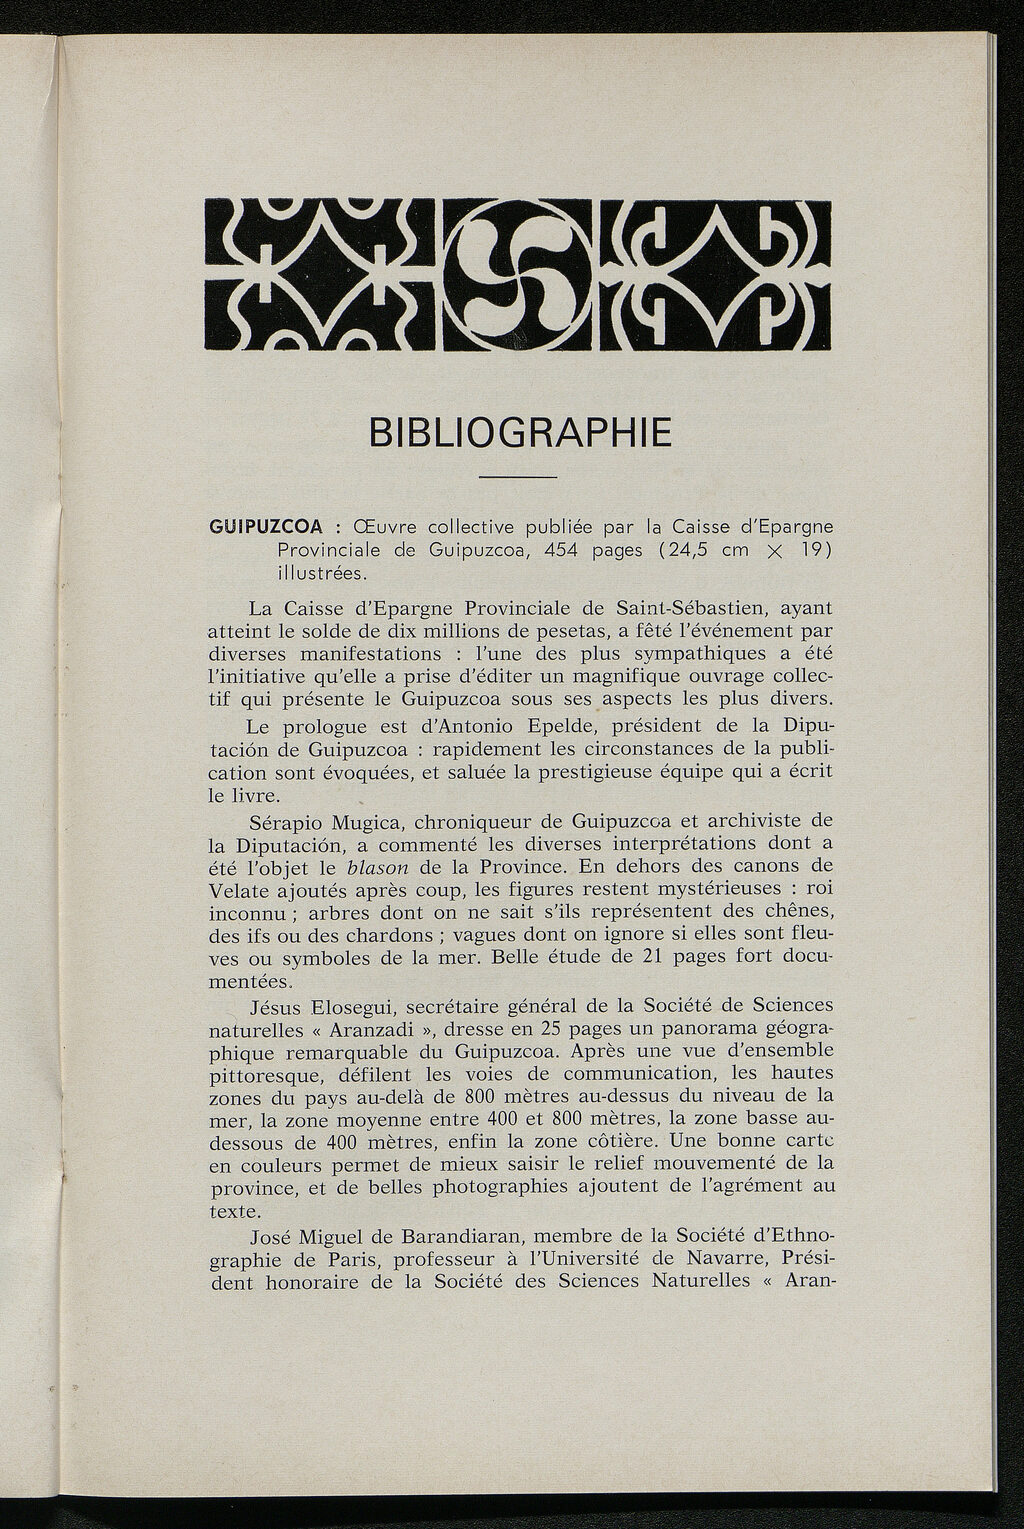 BIBLIOGRAPHIE
GUIPUZCOA : Œuvre collective publiée par la Caisse d'Epargne
Provinciale de Guipuzcoa, 454 pages (24,5 cm × 19)
illustrées.
La Caisse d'Epargne Provinciale de Saint-Sébastien, ayant
atteint le solde de dix millions de pesetas, a fêté l'événement par
diverses manifestations : l'une des plus sympathiques a été
l'initiative qu'elle a prise d'éditer un magnifique ouvrage collec-
tif qui présente le Guipuzcoa sous ses aspects les plus divers.
Le prologue est d'Antonio Epelde, président de la Dipu-
tación de Guipuzcoa : rapidement les circonstances de la publi-
cation sont évoquées, et saluée la prestigieuse équipe qui a écrit
le livre.
Sérapio Mugica, chroniqueur de Guipuzcoa et archiviste de
la Diputación, a commenté les diverses interprétations dont a
été l'objet le blason de la Province. En dehors des canons de
Velate ajoutés après coup, les figures restent mystérieuses : roi
inconnu ; arbres dont on ne sait s'ils représentent des chênes,
des ifs ou des chardons ; vagues dont on ignore si elles sont fleu-
ves ou symboles de la mer. Belle étude de 21 pages fort docu-
mentées.
Jésus Elosegui, secrétaire général de la Société de Sciences
naturelles « Aranzadi », dresse en 25 pages un panorama géogra-
phique remarquable du Guipuzcoa. Après une vue d'ensemble
pittoresque, défilent les voies de communication, les hautes
zones du pays au-delà de 800 mètres au-dessus du niveau de la
mer, la zone moyenne entre 400 et 800 mètres, la zone basse au-
dessous de 400 mètres, enfin la zone côtière. Une bonne carte
en couleurs permet de mieux saisir le relief mouvementé de la
province, et de belles photographies ajoutent de l'agrément au
texte.
José Miguel de Barandiaran, membre de la Société d'Ethno-
graphie de Paris, professeur à l'Université de Navarre, Prési-
dent honoraire de la Société des Sciences Naturelles « Aran-